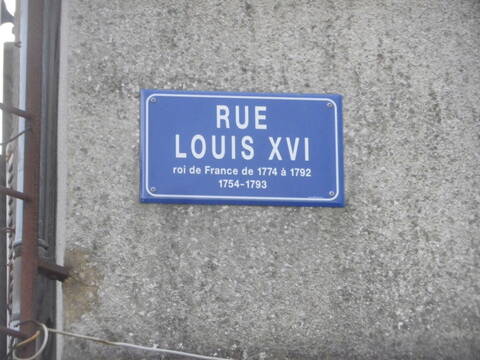 RUE
LOUIS XVI
roi de France de 1774 à 1792
1754-1793